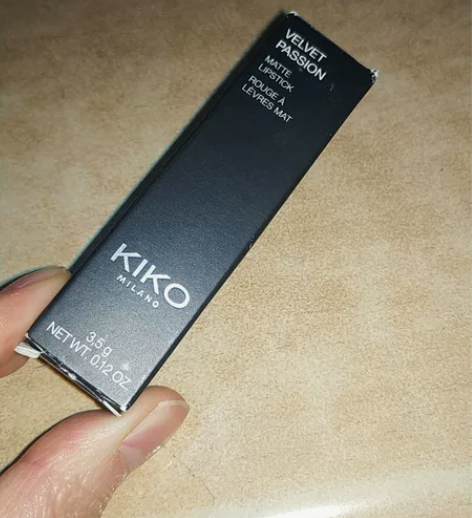 VELVET
PASSION
MATTE
LIPSTICK
ROUGE À
LÈVRES MAT
KIKO
MILANO
3,5 g
NET WT. 0.12 OZ.